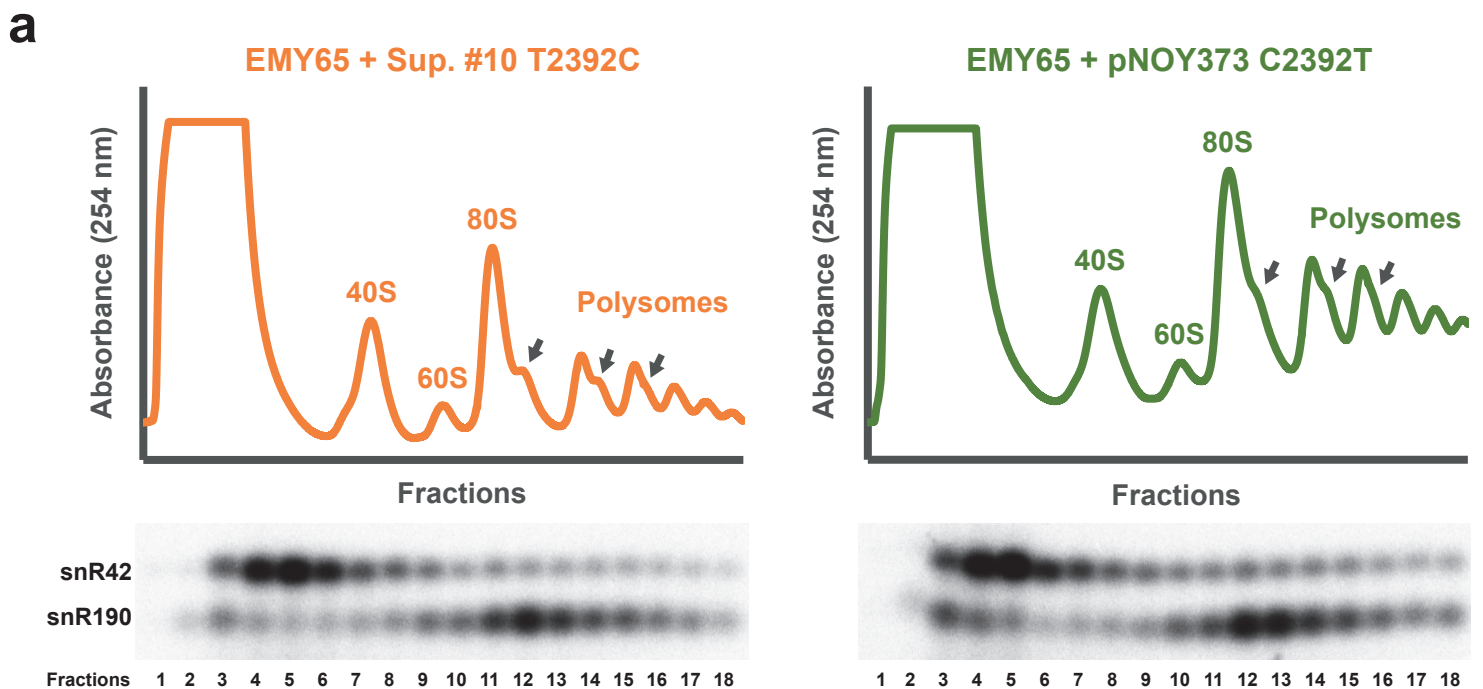 a
EMY65 + Sup. #10 T2392C
Absorbance (254 nm)
40S
60S
80S
Polysomes
Fractions
EMY65 + pNOY373 C2392T
Absorbance (254 nm)
40S
60S
80S
Polysomes
Fractions
snR42
snR190
Fractions 1 2 3 4 5 6 7 8 9 10 11 12 13 14 15 16 17 18
1 2 3 4 5 6 7 8 9 10 11 12 13 14 15 16 17 18